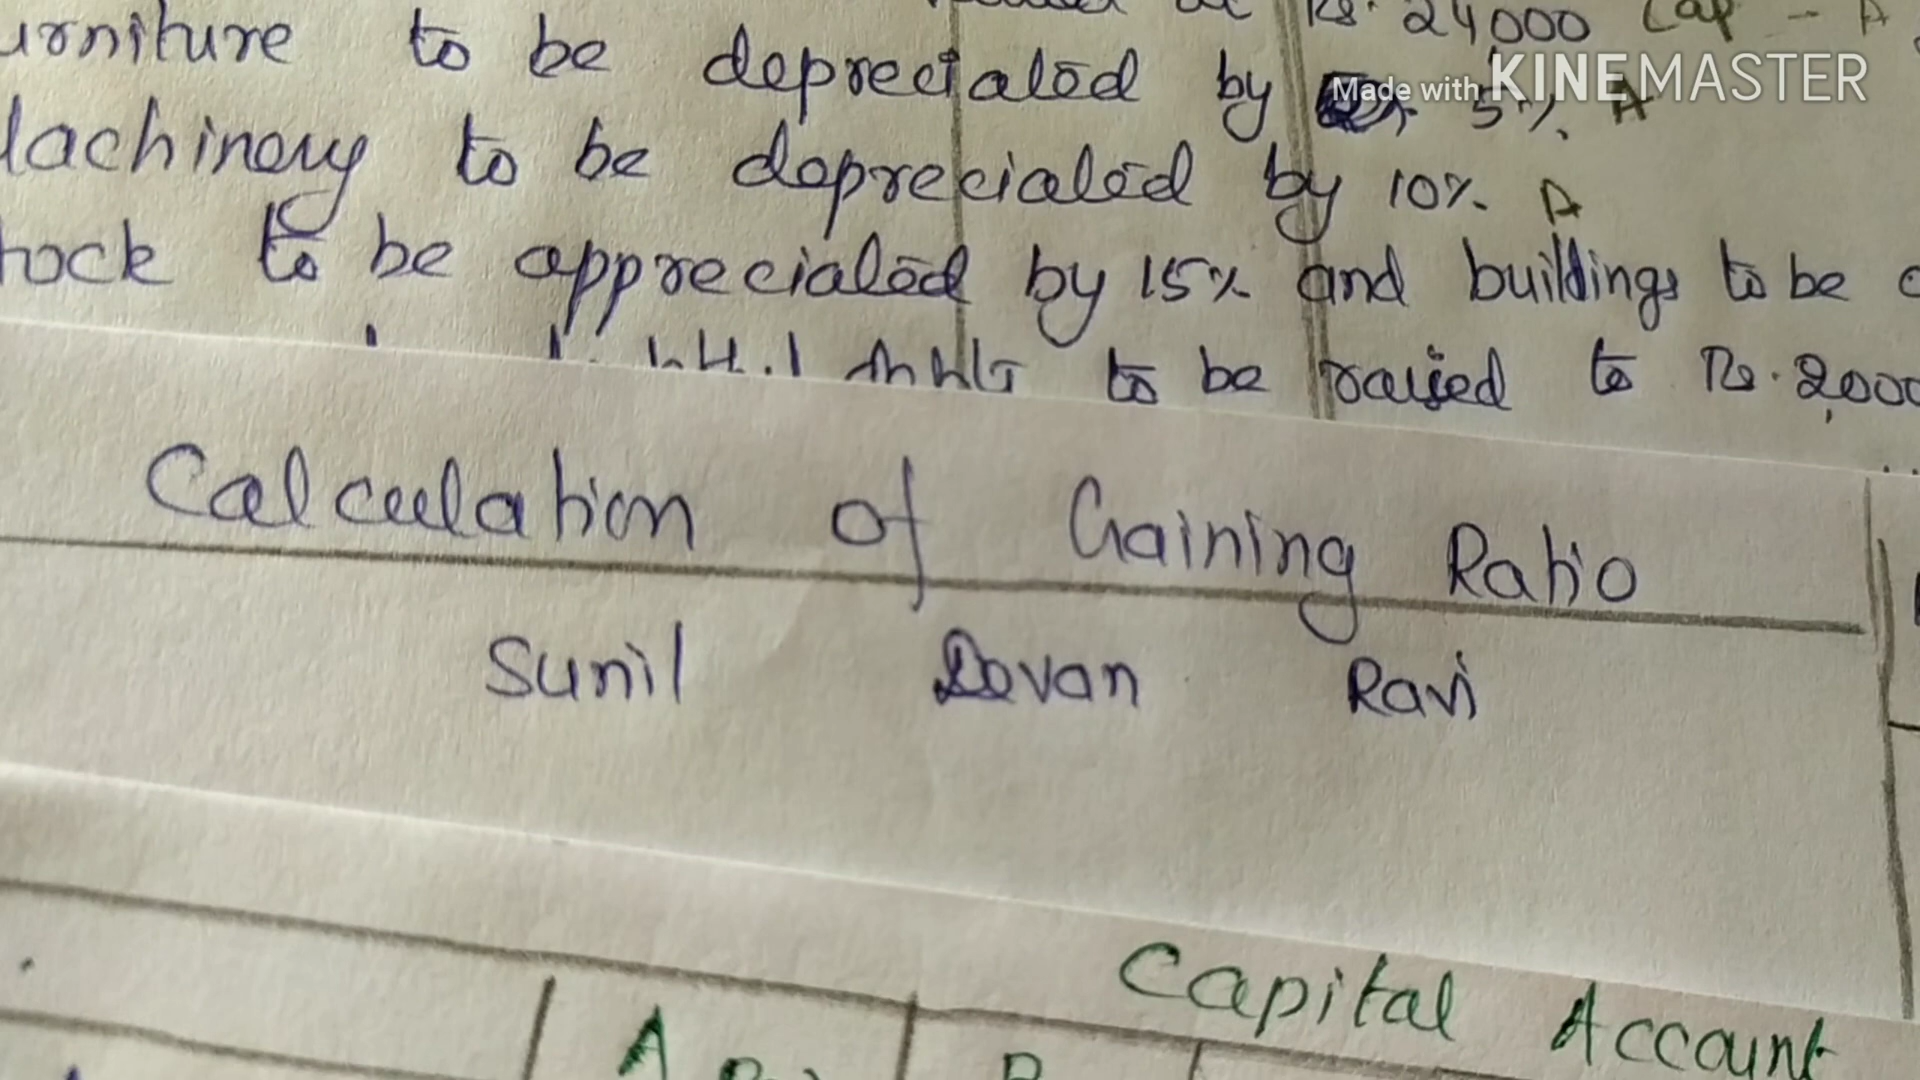 Rs. 24000 Cap - A
urniture to be depreciated by 5% A
Made with KINEMASTER
achinery to be depreciated by 10% A
tock to be appreciated by 15% and buildings to be
to be raised to Rs. 2000
Calculation of Gaining Ratio
Sunil Devan Ravi
Capital Account
A